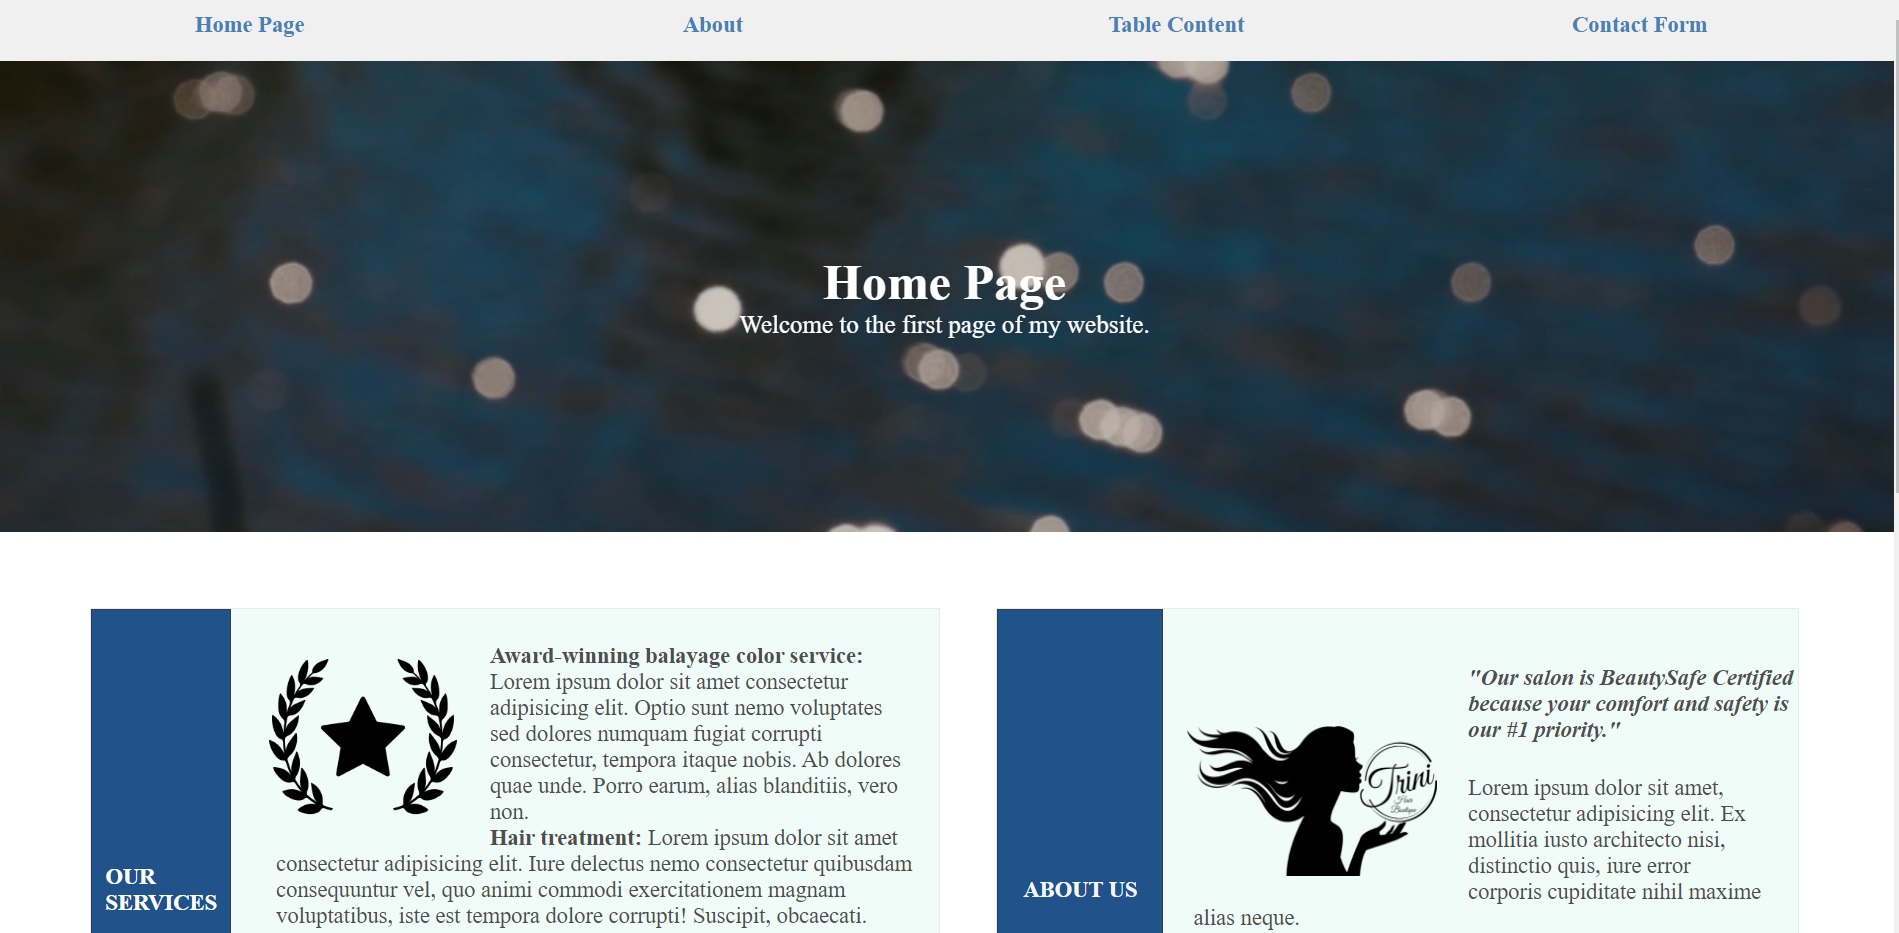 Home Page
About
Table Content
Contact Form
Home Page
Welcome to the first page of my website.
OUR
SERVICES
Award-winning balayage color service:
Lorem ipsum dolor sit amet consectetur
adipisicing elit. Optio sunt nemo voluptates
sed dolores numquam fugiat corrupti
consectetur, tempora itaque nobis. Ab dolores
quae unde. Porro earum, alias blanditiis, vero
non.
Hair treatment: Lorem ipsum dolor sit amet
consectetur adipisicing elit. Iure delectus nemo consectetur quibusdam
consequuntur vel, quo animi commodi exercitationem magnam
voluptatibus, iste est tempora dolore corrupti! Suscipit, obcaecati.
ABOUT US
Trini
Hair
Boutique
"Our salon is BeautySafe Certified
because your comfort and safety is
our #1 priority."
Lorem ipsum dolor sit amet,
consectetur adipisicing elit. Ex
mollitia iusto architecto nisi,
distinctio quis, iure error
corporis cupiditate nihil maxime
alias neque.